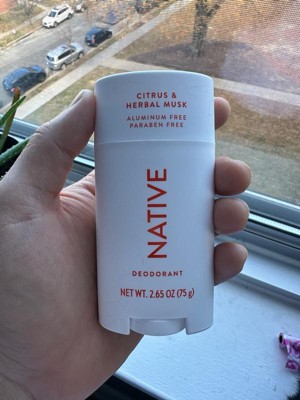 CITRUS &
HERBAL MUSK
ALUMINUM FREE
PARABEN FREE
NATIVE
DEODORANT
NET WT. 2.65 OZ (75 g)